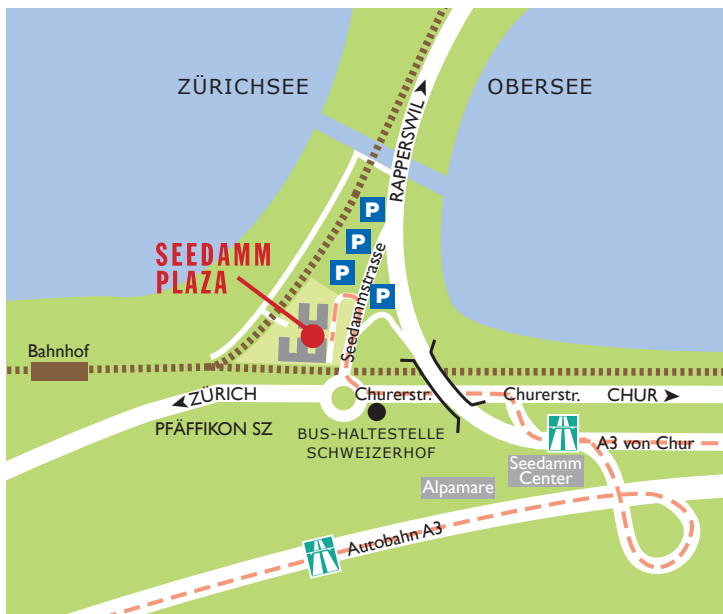 ZÜRICHSEE
OBERSEE
RAPPERSWIL
P
P
P
P
SEEDAMM
PLAZA
Seedammstrasse
Bahnhof
ZÜRICH
Churerstr.
Churerstr.
CHUR
PFÄFFIKON SZ
BUS-HALTESTELLE
SCHWEIZERHOF
A3 von Chur
Seedamm
Center
Alpamare
Autobahn A3